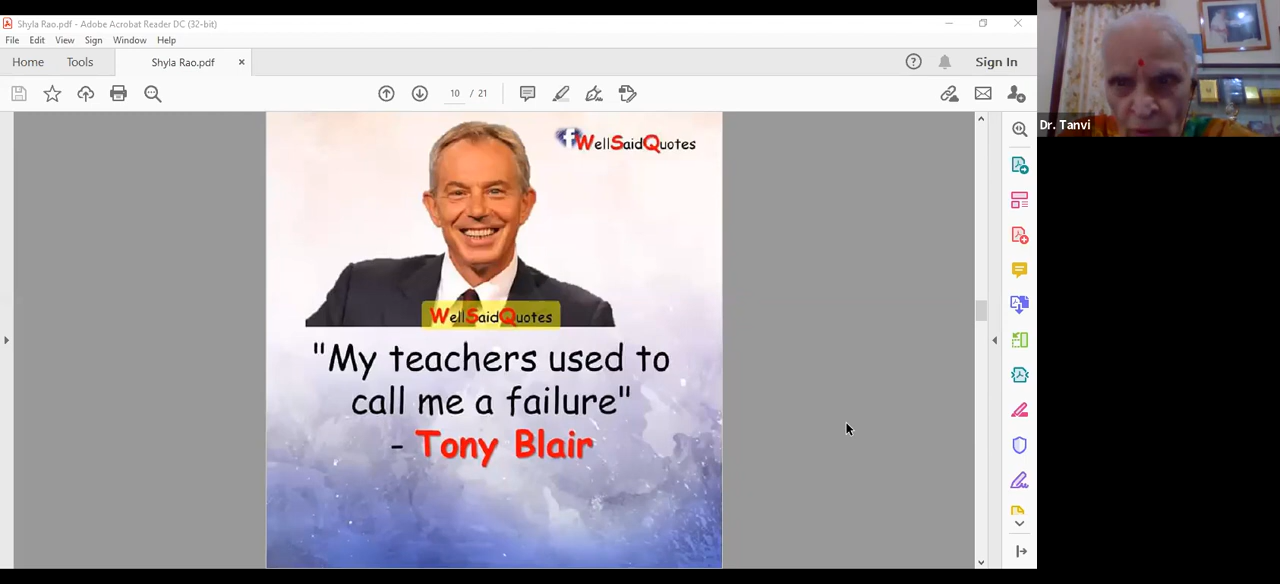 Shyla Rao.pdf - Adobe Acrobat Reader DC (32-bit)
File Edit View Sign Window Help
Home Tools Shyla Rao.pdf × Sign In
10 / 21
Dr. Tanvi
f WellSaidQuotes
WellSaidQuotes
"My teachers used to
call me a failure"
- Tony Blair